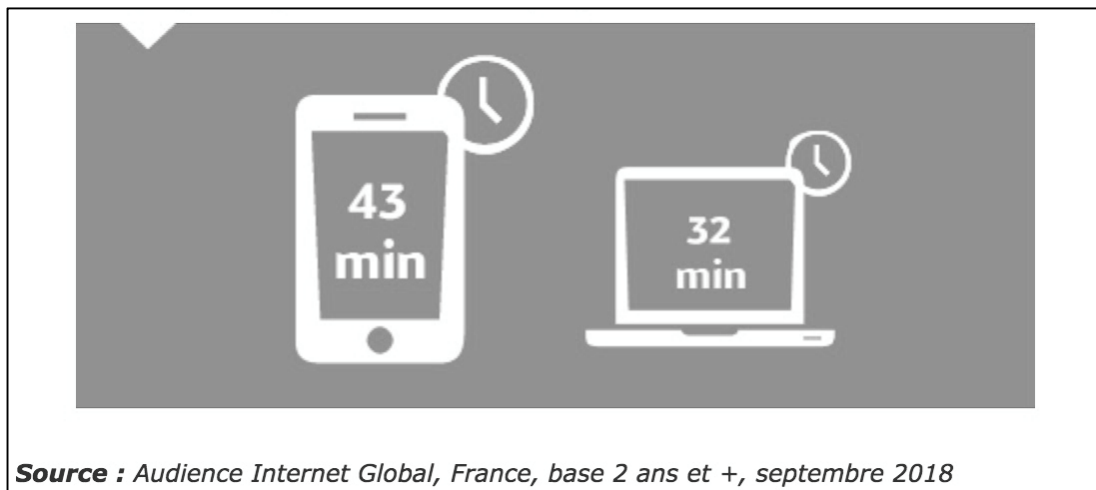 43
min
32
min
Source : Audience Internet Global, France, base 2 ans et +, septembre 2018